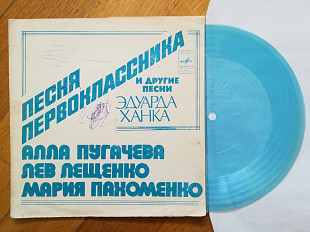 ПЕСНЯ
ПЕРВОКЛАССНИКА
И ДРУГИЕ
ПЕСНИ
ЭДУАРДА
ХАНКА
АЛЛА ПУГАЧЕВА
ЛЕВ ЛЕЩЕНКО
МАРИЯ ПАХОМЕНКО